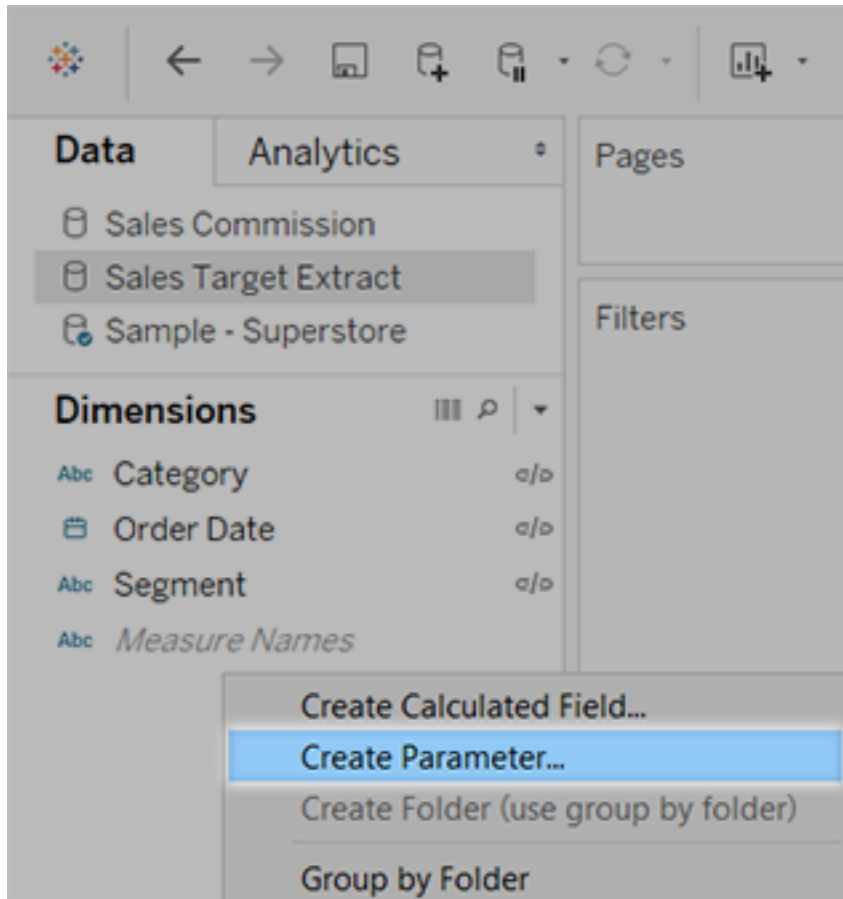 Data Analytics
Pages
Sales Commission
Sales Target Extract
Sample - Superstore
Filters
Dimensions
Abc Category
Order Date
Abc Segment
Abc Measure Names
Create Calculated Field...
Create Parameter...
Create Folder (use group by folder)
Group by Folder